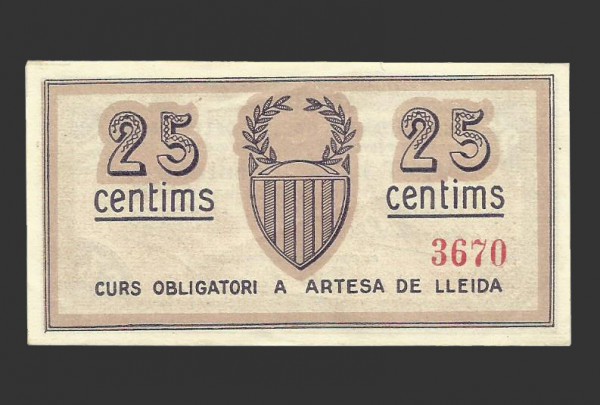 25
centims
25
centims
3670
CURS OBLIGATORI A ARTESA DE LLEIDA